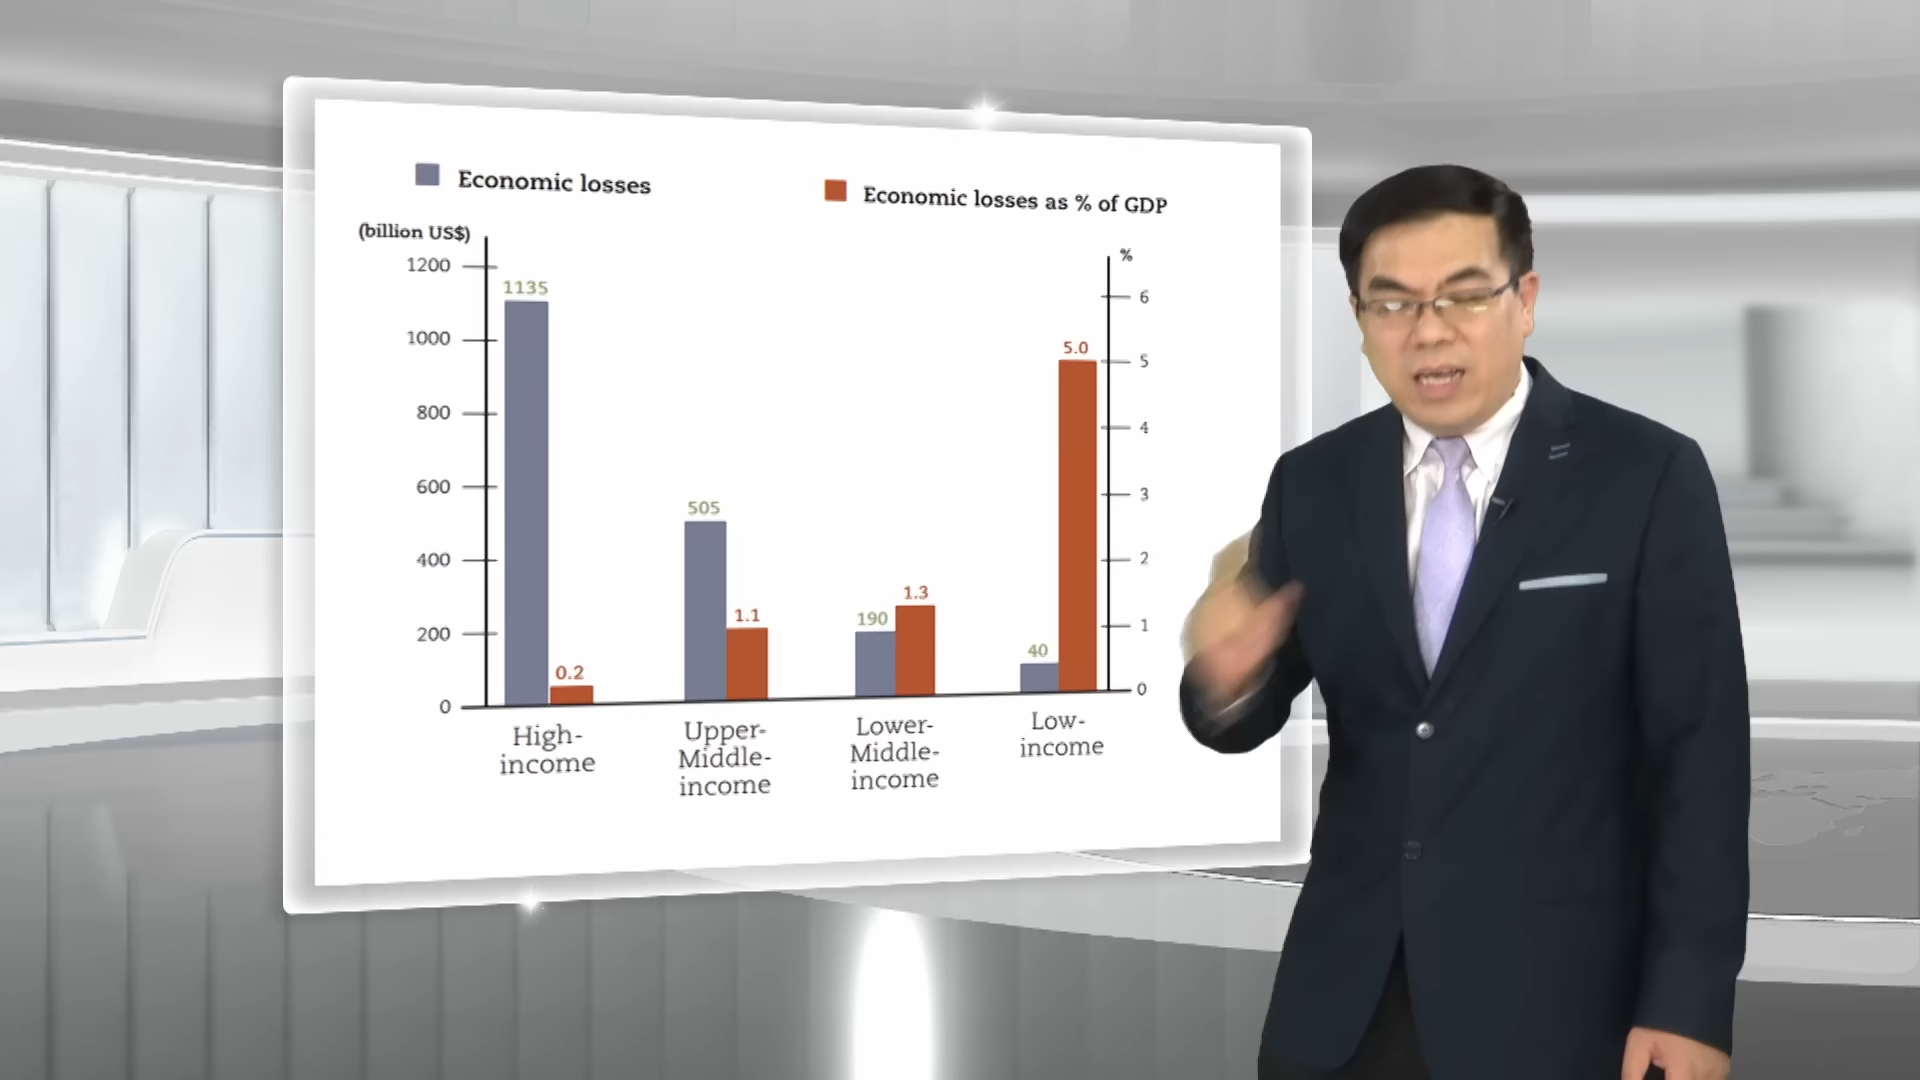 Economic losses
Economic losses as % of GDP
(billion US$)
1200
1000
800
600
400
200
0
%
6
5
4
3
2
1
0
1135
0.2
505
1.1
190
1.3
40
5.0
High-
income
Upper-
Middle-
income
Lower-
Middle-
income
Low-
income